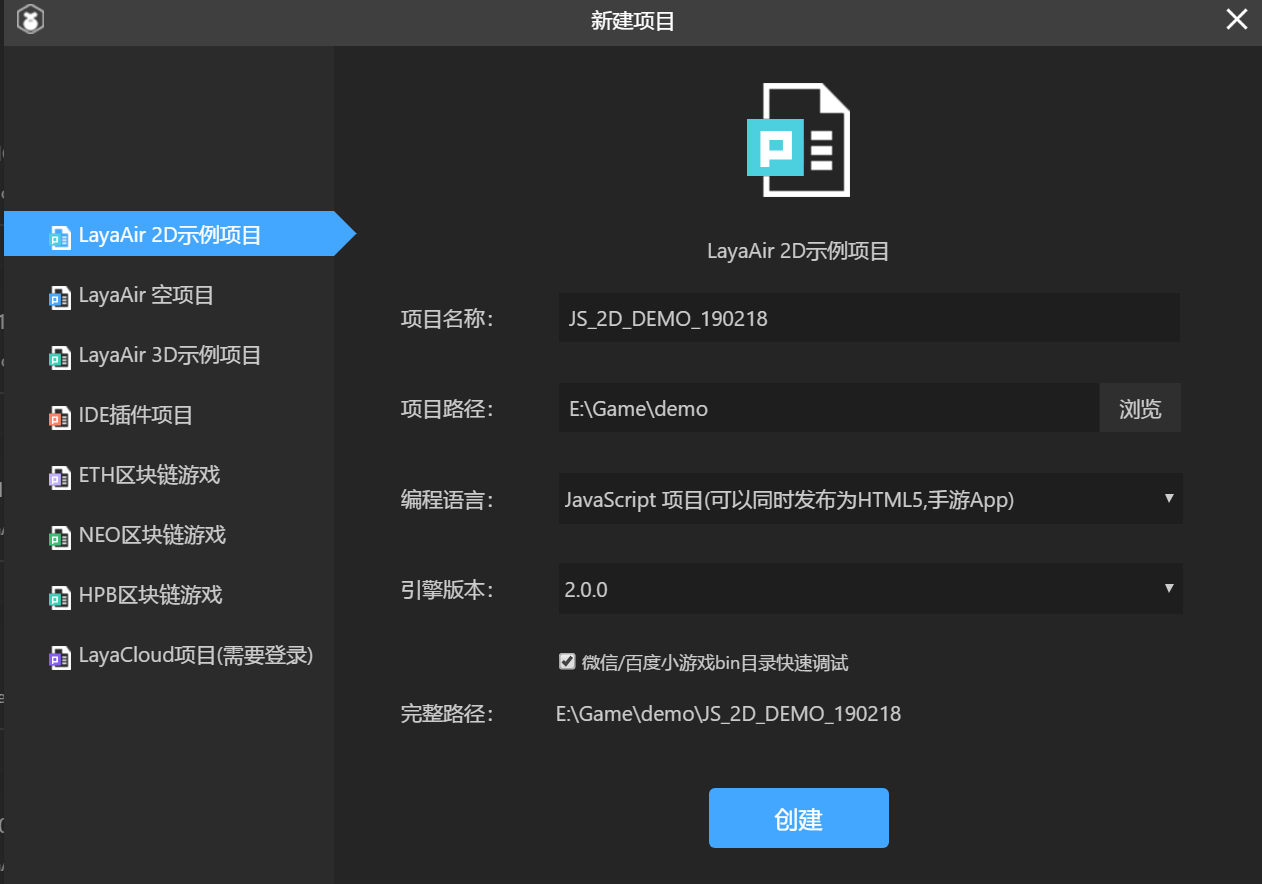 新建项目
LayaAir 2D示例项目
LayaAir 空项目
LayaAir 3D示例项目
IDE插件项目
ETH区块链游戏
NEO区块链游戏
HPB区块链游戏
LayaCloud项目(需要登录)
LayaAir 2D示例项目
项目名称: JS_2D_DEMO_190218
项目路径: E:\Game\demo 浏览
编程语言: JavaScript 项目(可以同时发布为HTML5,手游App)
引擎版本: 2.0.0
微信/百度小游戏bin目录快速调试
完整路径: E:\Game\demo\JS_2D_DEMO_190218
创建